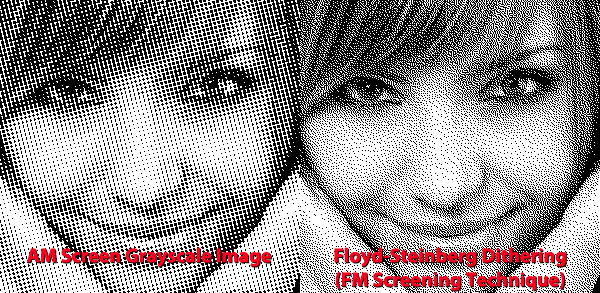 AM Screen Grayscale Image
Floyd-Steinberg Dithering
(FM Screening Technique)